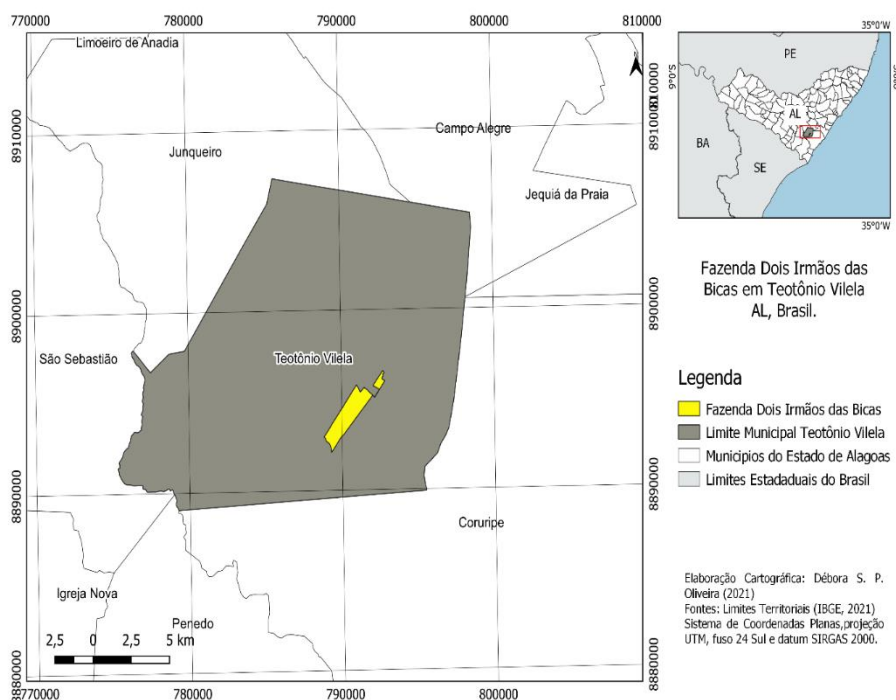 770000
780000
790000
800000
810000
Limoeiro de Anadia
Campo Alegre
Junqueiro
Jequiá da Praia
8910000
8910000
8900000
8900000
São Sebastião
Teotônio Vilela
8890000
8890000
Coruripe
Igreja Nova
Penedo
2,5 0 2,5 5 km
8880000
8880000
770000
780000
790000
800000
35°0'W
9°0'S
9°0'S
PE
AL
BA
SE
35°0'W
Fazenda Dois Irmãos das
Bicas em Teotônio Vilela
AL, Brasil.
Legenda
Fazenda Dois Irmãos das Bicas
Limite Municipal Teotônio Vilela
Municipios do Estado de Alagoas
Limites Estadaduais do Brasil
Elaboração Cartográfica: Débora S. P.
Oliveira (2021)
Fontes: Limites Territoriais (IBGE, 2021)
Sistema de Coordenadas Planas,projeção
UTM, fuso 24 Sul e datum SIRGAS 2000.